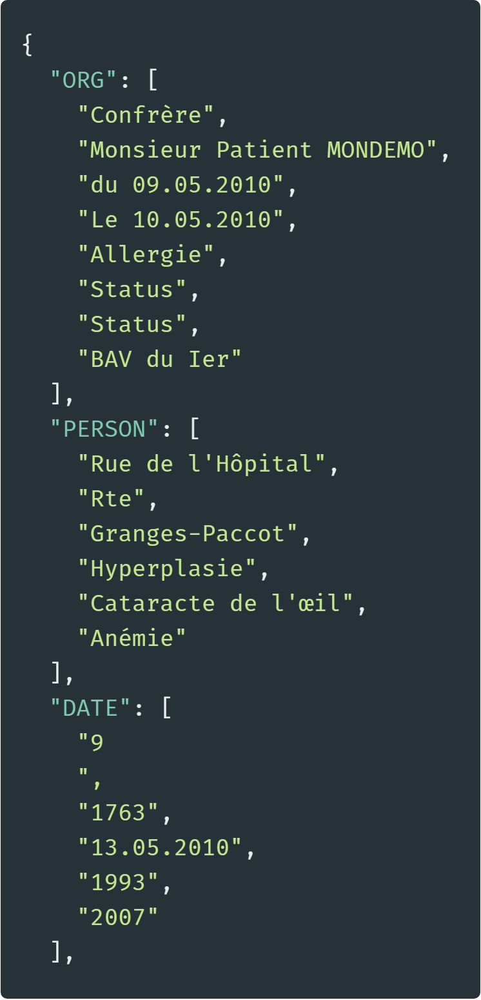 {
  "ORG": [
    "Confrère",
    "Monsieur Patient MONDEMO",
    "du 09.05.2010",
    "Le 10.05.2010",
    "Allergie",
    "Status",
    "Status",
    "BAV du Ier"
  ],
  "PERSON": [
    "Rue de l'Hôpital",
    "Rte",
    "Granges-Paccot",
    "Hyperplasie",
    "Cataracte de l'œil",
    "Anémie"
  ],
  "DATE": [
    "9
    ",
    "1763",
    "13.05.2010",
    "1993",
    "2007"
  ],